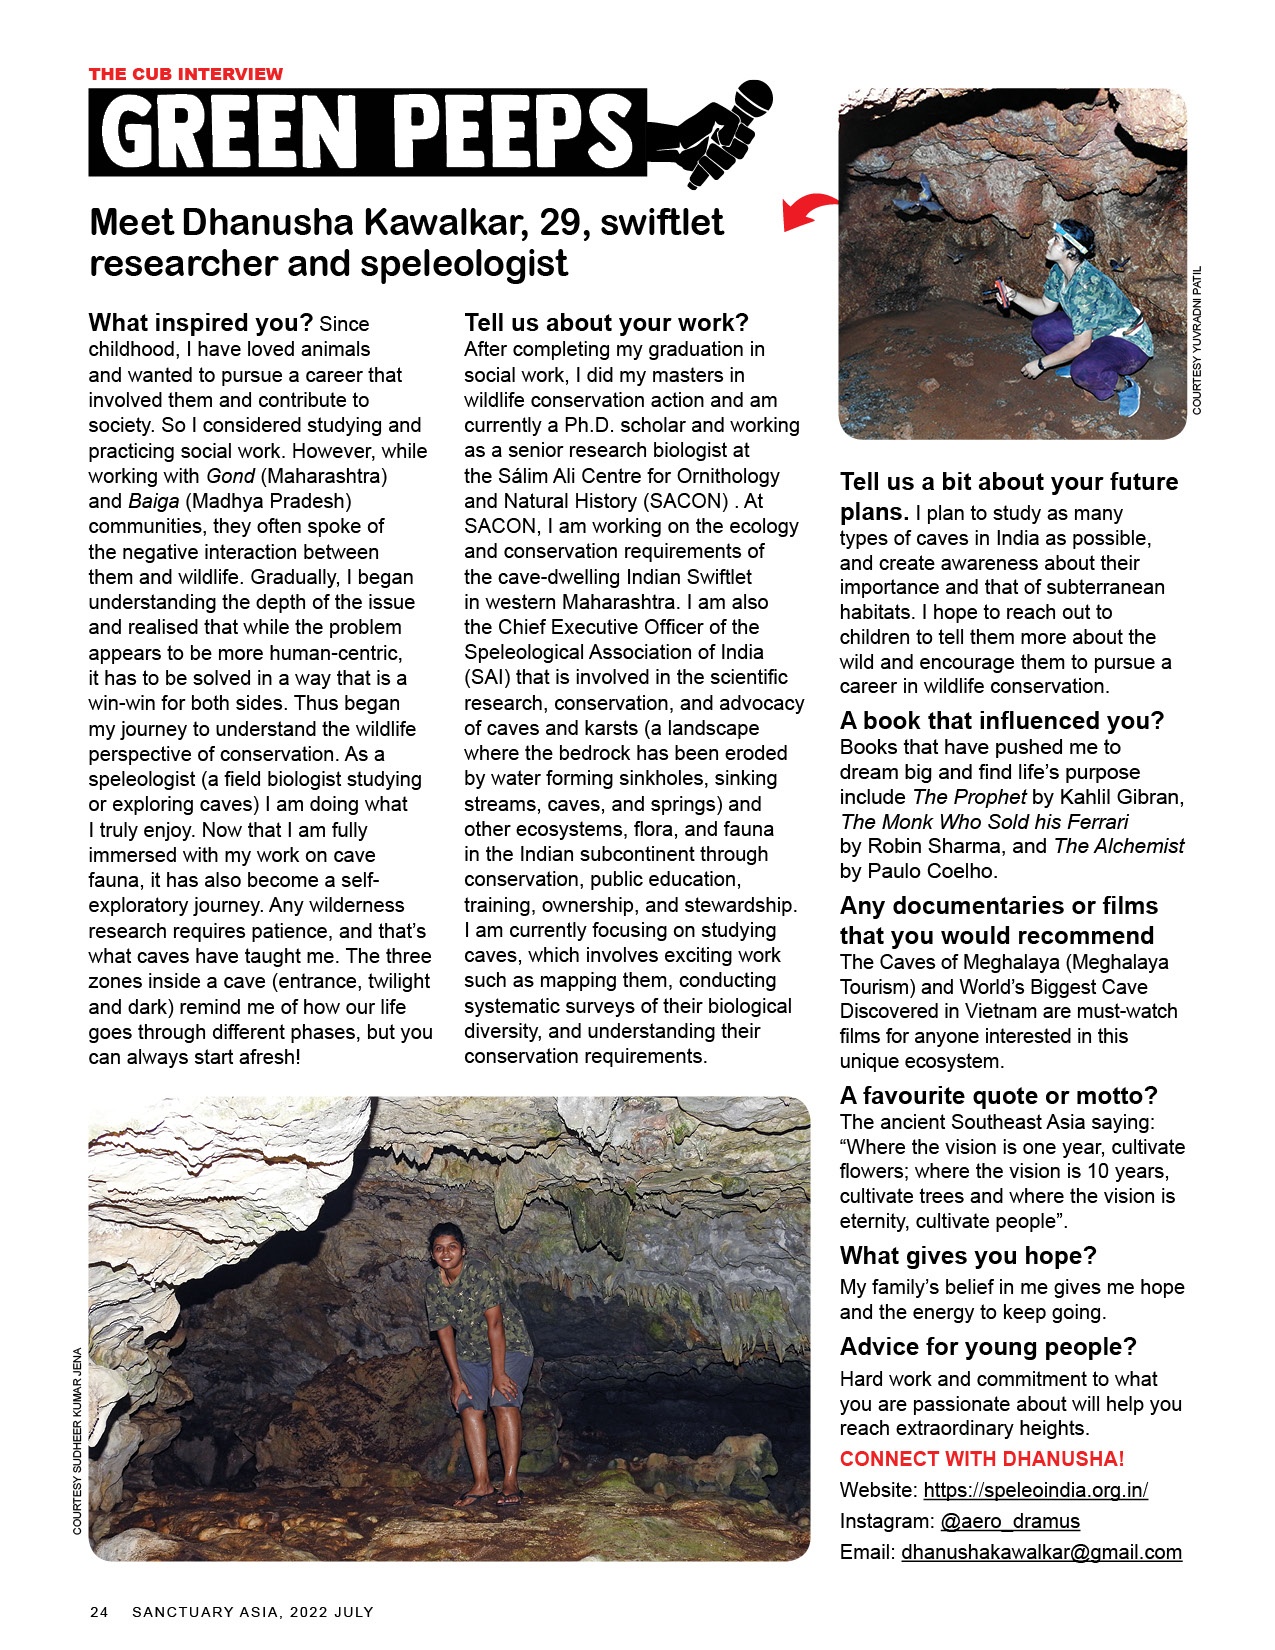 THE CUB INTERVIEW
GREEN PEEPS
Meet Dhanusha Kawalkar, 29, swiftlet
researcher and speleologist
What inspired you? Since
childhood, I have loved animals
and wanted to pursue a career that
involved them and contribute to
society. So I considered studying and
practicing social work. However, while
working with Gond (Maharashtra)
and Baiga (Madhya Pradesh)
communities, they often spoke of
the negative interaction between
them and wildlife. Gradually, I began
understanding the depth of the issue
and realised that while the problem
appears to be more human-centric,
it has to be solved in a way that is a
win-win for both sides. Thus began
my journey to understand the wildlife
perspective of conservation. As a
speleologist (a field biologist studying
or exploring caves) I am doing what
I truly enjoy. Now that I am fully
immersed with my work on cave
fauna, it has also become a self-
exploratory journey. Any wilderness
research requires patience, and that's
what caves have taught me. The three
zones inside a cave (entrance, twilight
and dark) remind me of how our life
goes through different phases, but you
can always start afresh!
Tell us about your work?
After completing my graduation in
social work, I did my masters in
wildlife conservation action and am
currently a Ph.D. scholar and working
as a senior research biologist at
the Sálim Ali Centre for Ornithology
and Natural History (SACON) . At
SACON, I am working on the ecology
and conservation requirements of
the cave-dwelling Indian Swiftlet
in western Maharashtra. I am also
the Chief Executive Officer of the
Speleological Association of India
(SAI) that is involved in the scientific
research, conservation, and advocacy
of caves and karsts (a landscape
where the bedrock has been eroded
by water forming sinkholes, sinking
streams, caves, and springs) and
other ecosystems, flora, and fauna
in the Indian subcontinent through
conservation, public education,
training, ownership, and stewardship.
I am currently focusing on studying
caves, which involves exciting work
such as mapping them, conducting
systematic surveys of their biological
diversity, and understanding their
conservation requirements.
COURTESY YUVRADNI PATIL
Tell us a bit about your future
plans. I plan to study as many
types of caves in India as possible,
and create awareness about their
importance and that of subterranean
habitats. I hope to reach out to
children to tell them more about the
wild and encourage them to pursue a
career in wildlife conservation.
A book that influenced you?
Books that have pushed me to
dream big and find life's purpose
include The Prophet by Kahlil Gibran,
The Monk Who Sold his Ferrari
by Robin Sharma, and The Alchemist
by Paulo Coelho.
Any documentaries or films
that you would recommend
The Caves of Meghalaya (Meghalaya
Tourism) and World's Biggest Cave
Discovered in Vietnam are must-watch
films for anyone interested in this
unique ecosystem.
A favourite quote or motto?
The ancient Southeast Asia saying:
“Where the vision is one year, cultivate
flowers; where the vision is 10 years,
cultivate trees and where the vision is
eternity, cultivate people”.
What gives you hope?
My family's belief in me gives me hope
and the energy to keep going.
Advice for young people?
Hard work and commitment to what
you are passionate about will help you
reach extraordinary heights.
CONNECT WITH DHANUSHA!
Website: https://speleoindia.org.in/
Instagram: @aero_dramus
Email: dhanushakawalkar@gmail.com
COURTESY SUDHEER KUMAR JENA
24 SANCTUARY ASIA, 2022 JULY